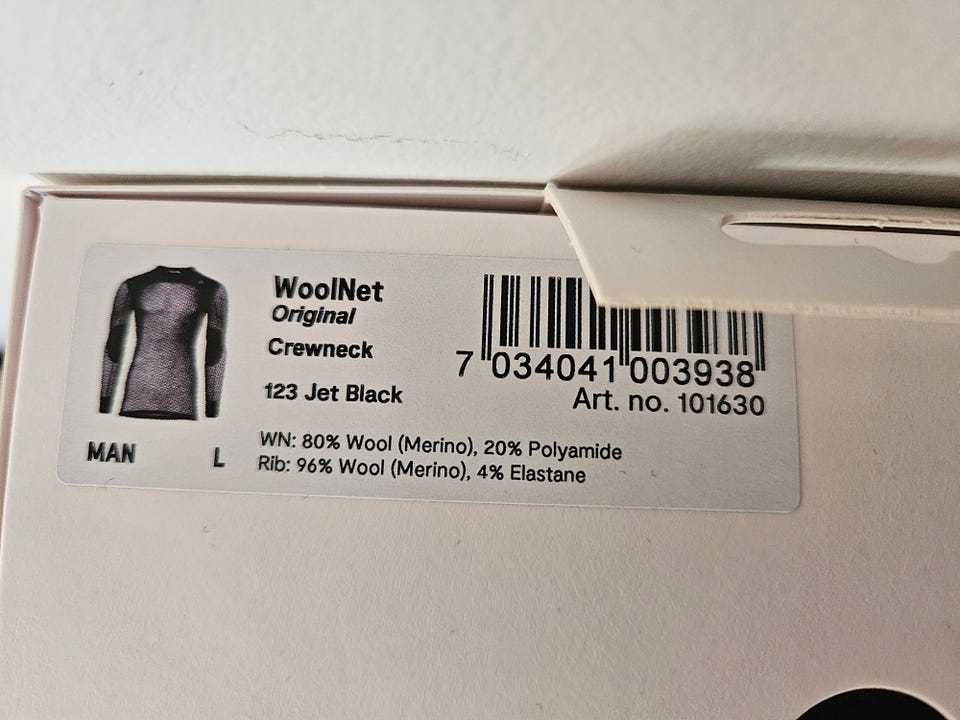 WoolNet
Original
Crewneck
123 Jet Black
MAN L
7 034041 003938
Art. no. 101630
WN: 80% Wool (Merino), 20% Polyamide
Rib: 96% Wool (Merino), 4% Elastane